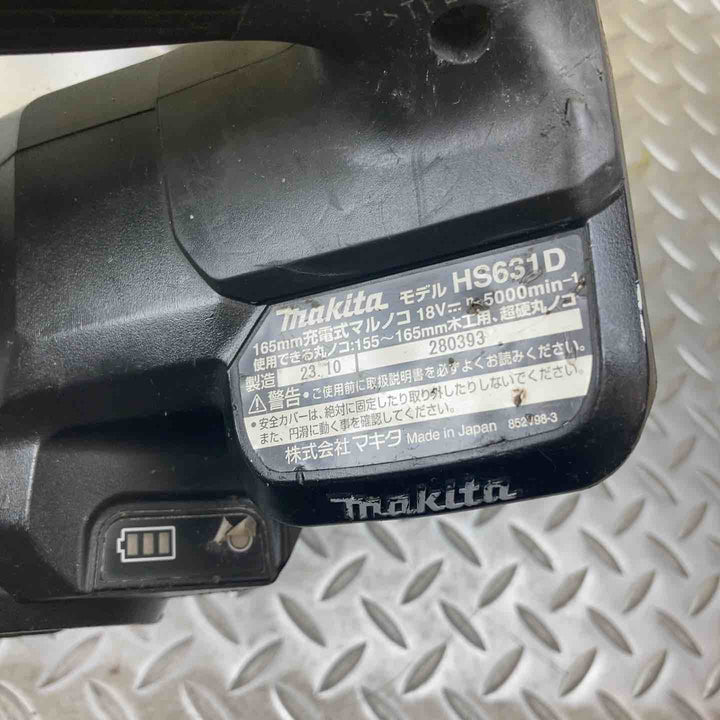 makita モデル HS631D
165mm充電式マルノコ 18V⎓ n₀5000min-1
使用できる丸ノコ:155～165mm木工用、超硬丸ノコ
製造 23.10 280393
⚠警告・ご使用前に取扱説明書を必ずよくお読みください。
・安全カバーは、絶対に固定したり取り外したりしないでください。
また、円滑に動く事を確認してください。
株式会社マキタ Made in Japan 852798-3
makita